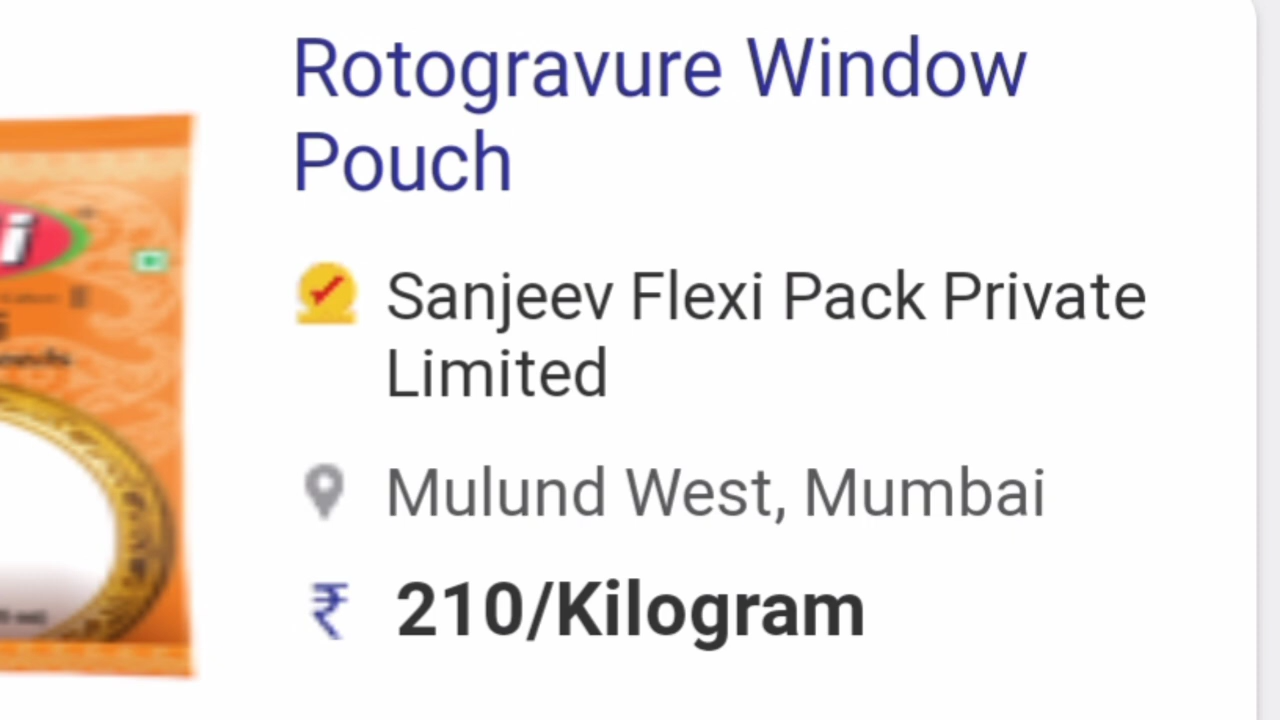 Rotogravure Window
Pouch
Sanjeev Flexi Pack Private
Limited
Mulund West, Mumbai
₹ 210/Kilogram
i